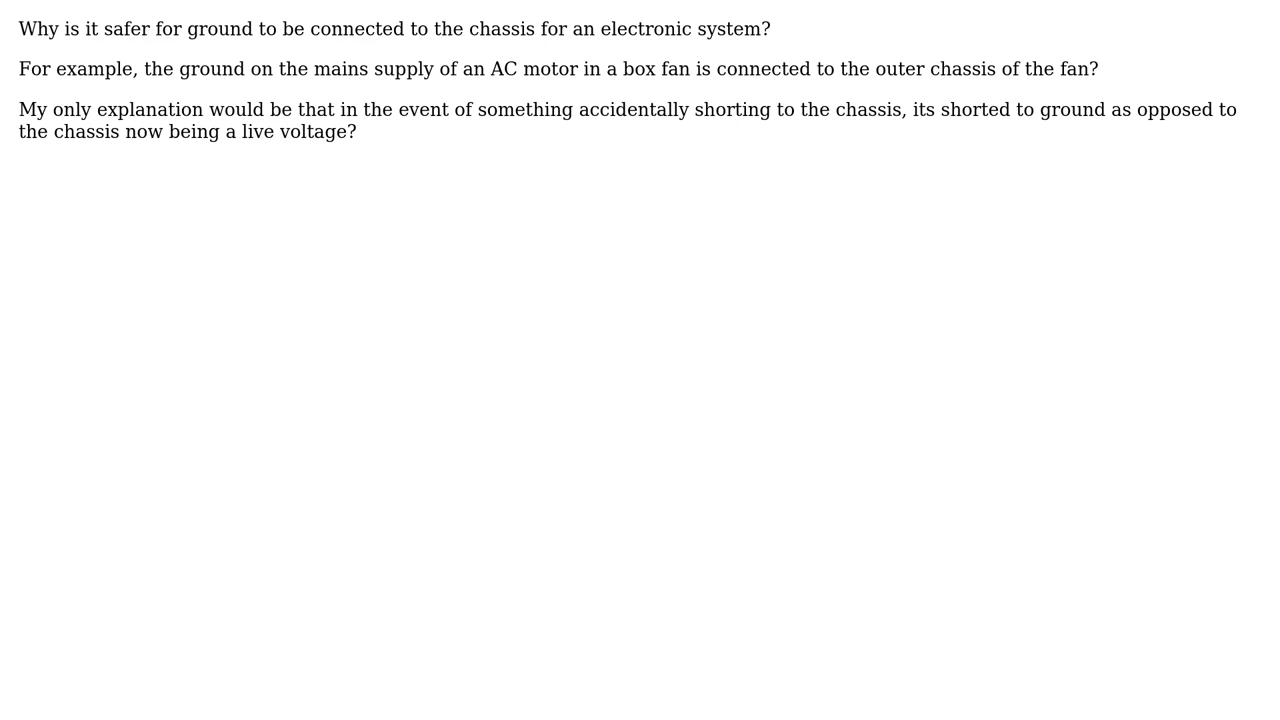 Why is it safer for ground to be connected to the chassis for an electronic system?
For example, the ground on the mains supply of an AC motor in a box fan is connected to the outer chassis of the fan?
My only explanation would be that in the event of something accidentally shorting to the chassis, its shorted to ground as opposed to
the chassis now being a live voltage?